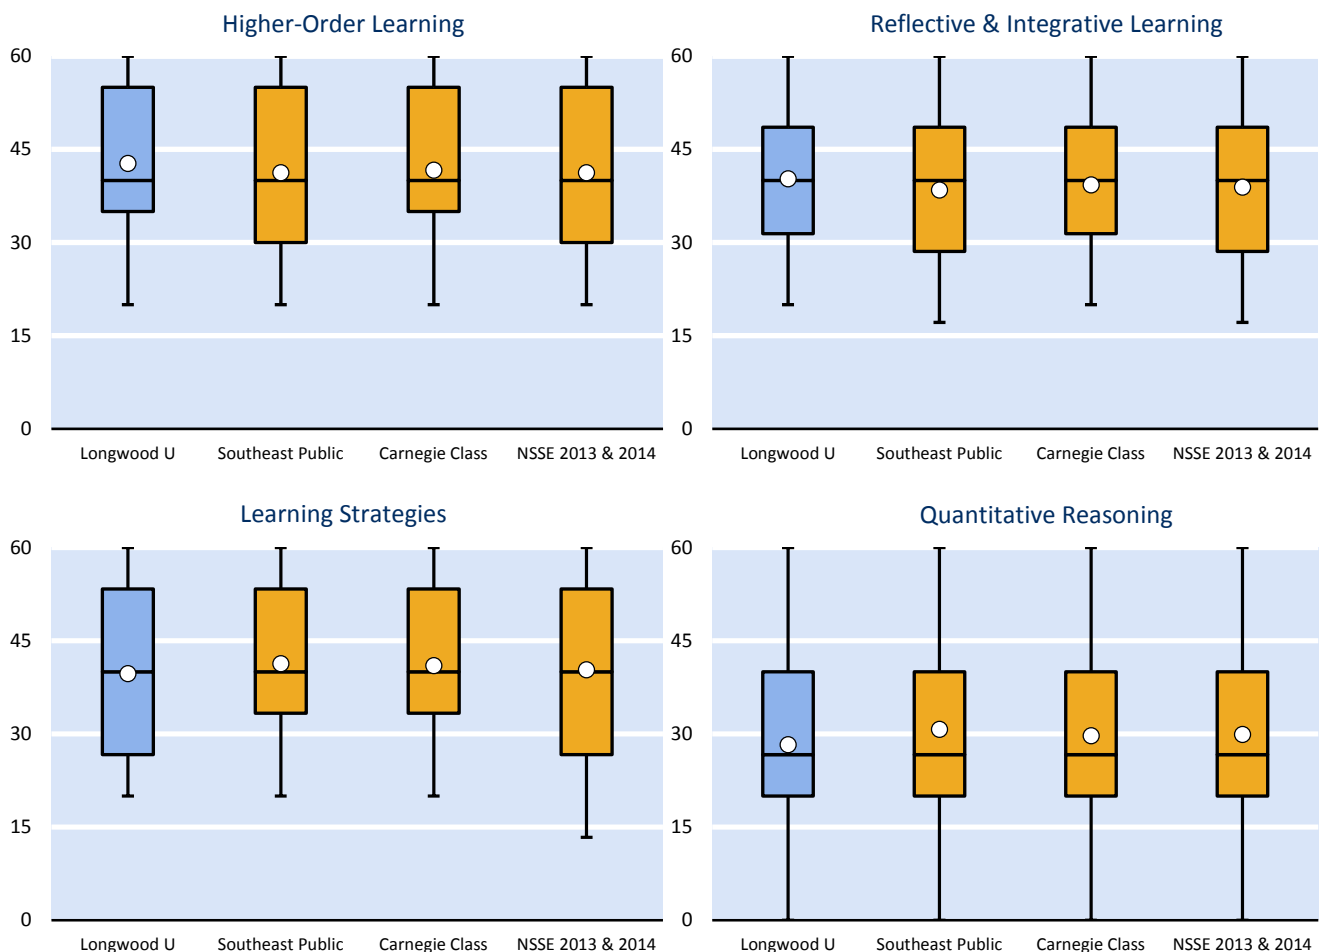 Higher-Order Learning
60
45
30
15
0
Longwood U Southeast Public Carnegie Class NSSE 2013 & 2014
Reflective & Integrative Learning
60
45
30
15
0
Longwood U Southeast Public Carnegie Class NSSE 2013 & 2014
Learning Strategies
60
45
30
15
0
Longwood U Southeast Public Carnegie Class NSSE 2013 & 2014
Quantitative Reasoning
60
45
30
15
0
Longwood U Southeast Public Carnegie Class NSSE 2013 & 2014